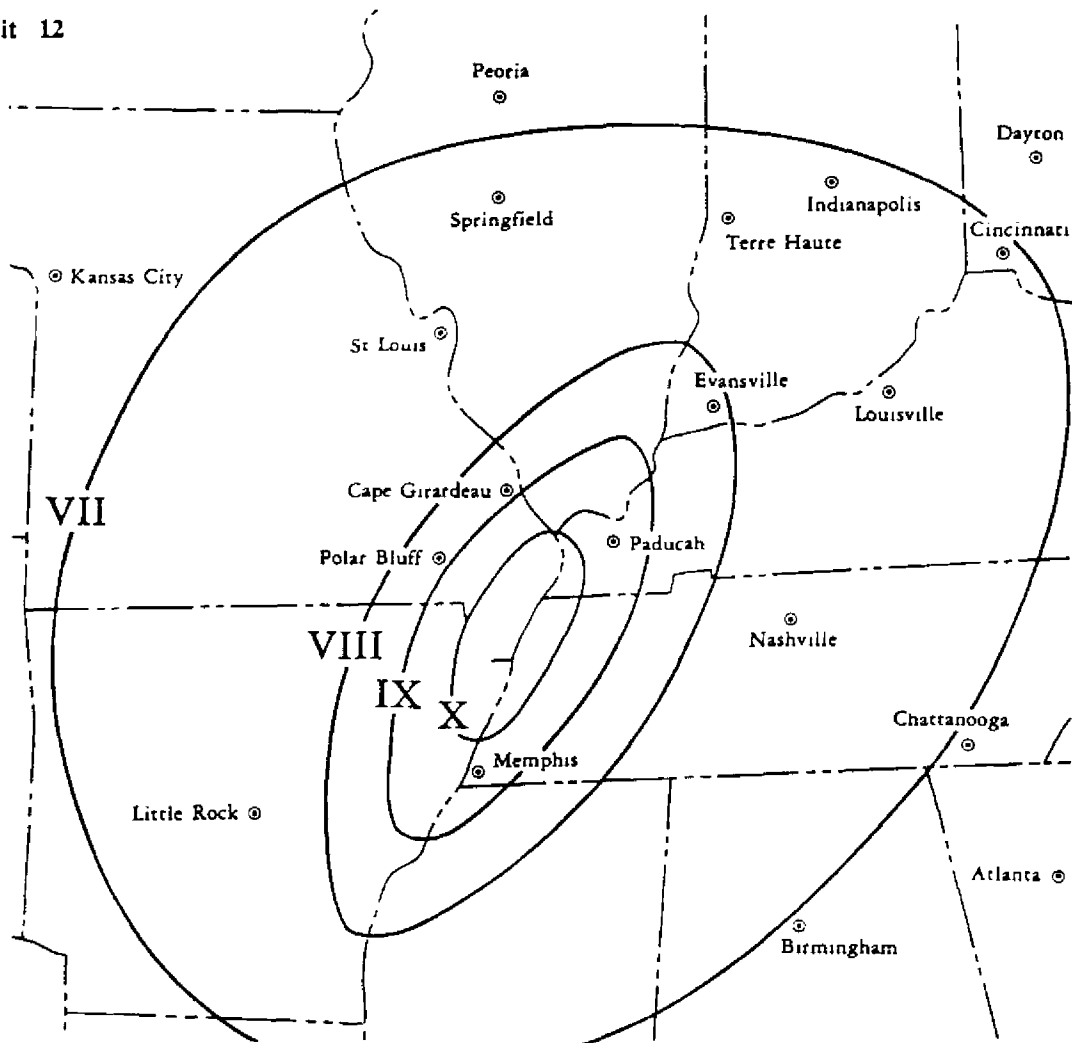 it 12
Peoria
Dayton
Indianapolis
Springfield
Cincinnati
Terre Haute
Kansas City
St Louis
Evansville
Louisville
Cape Girardeau
VII
Paducah
Polar Bluff
Nashville
VIII
IX
X
Chattanooga
Memphis
Little Rock
Atlanta
Birmingham